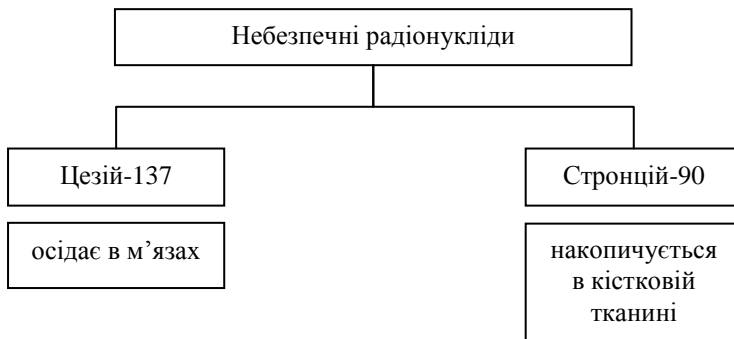 Небезпечні радіонукліди
Цезій-137
Стронцій-90
осідає в м’язах
накопичується
в кістковій
тканині